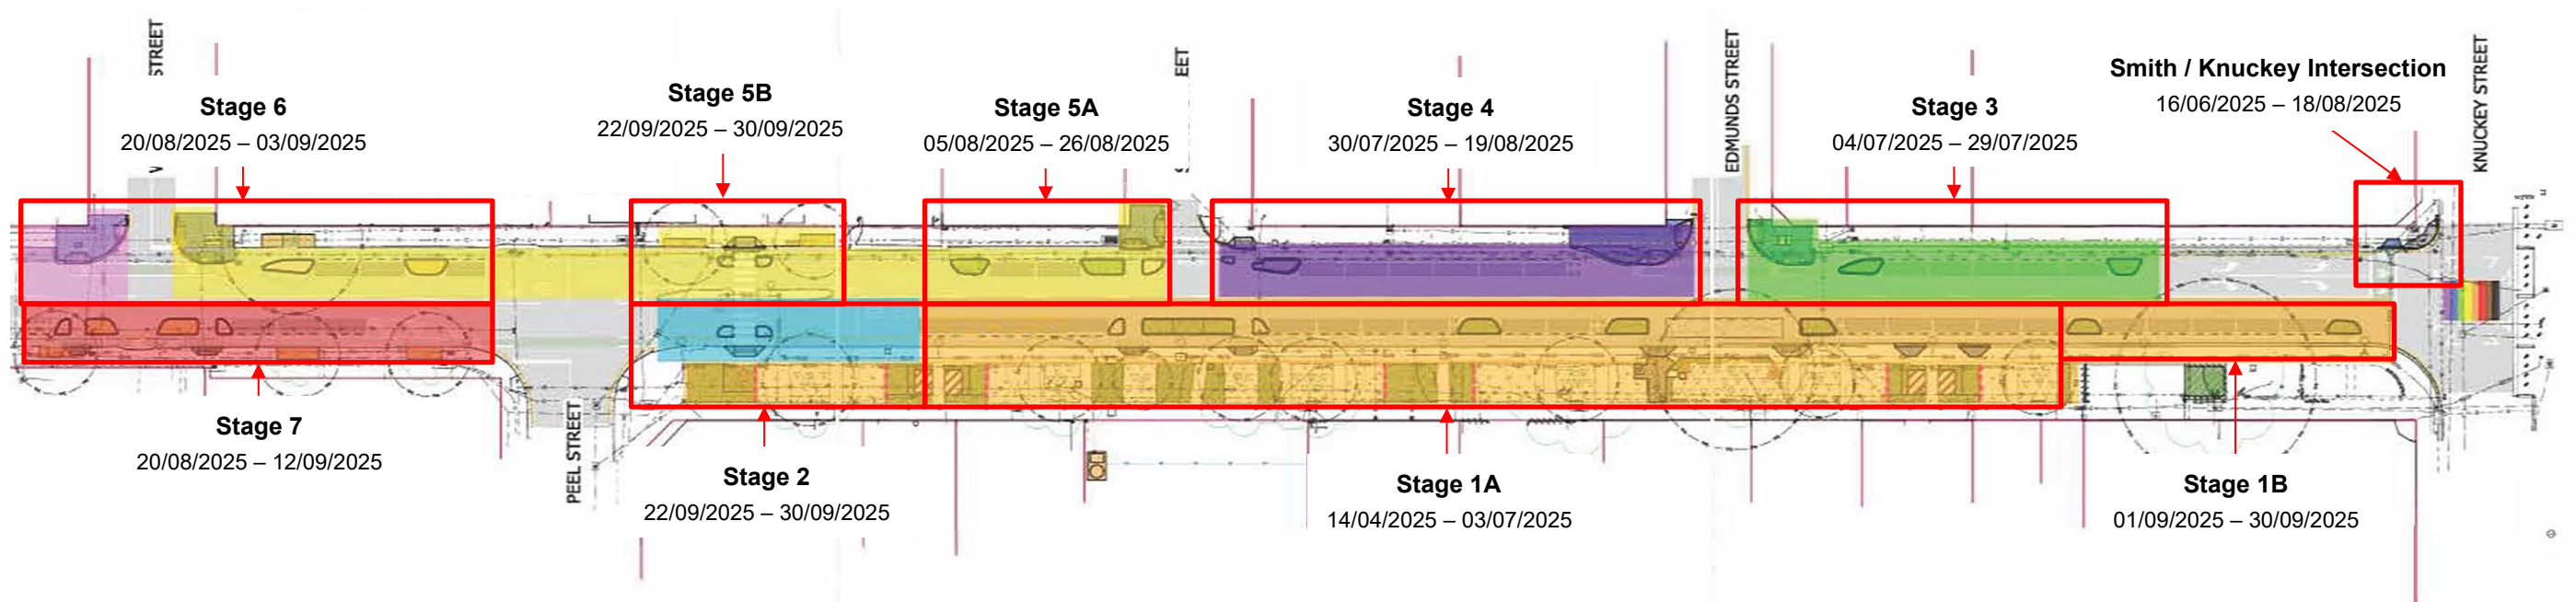 STREET
Stage 6
20/08/2025 – 03/09/2025
Stage 5B
22/09/2025 – 30/09/2025
Stage 5A
05/08/2025 – 26/08/2025
EET
Stage 4
30/07/2025 – 19/08/2025
EDMUNDS STREET
Stage 3
04/07/2025 – 29/07/2025
Smith / Knuckey Intersection
16/06/2025 – 18/08/2025
KNUCKEY STREET
Stage 7
20/08/2025 – 12/09/2025
PEEL STREET
Stage 2
22/09/2025 – 30/09/2025
Stage 1A
14/04/2025 – 03/07/2025
Stage 1B
01/09/2025 – 30/09/2025